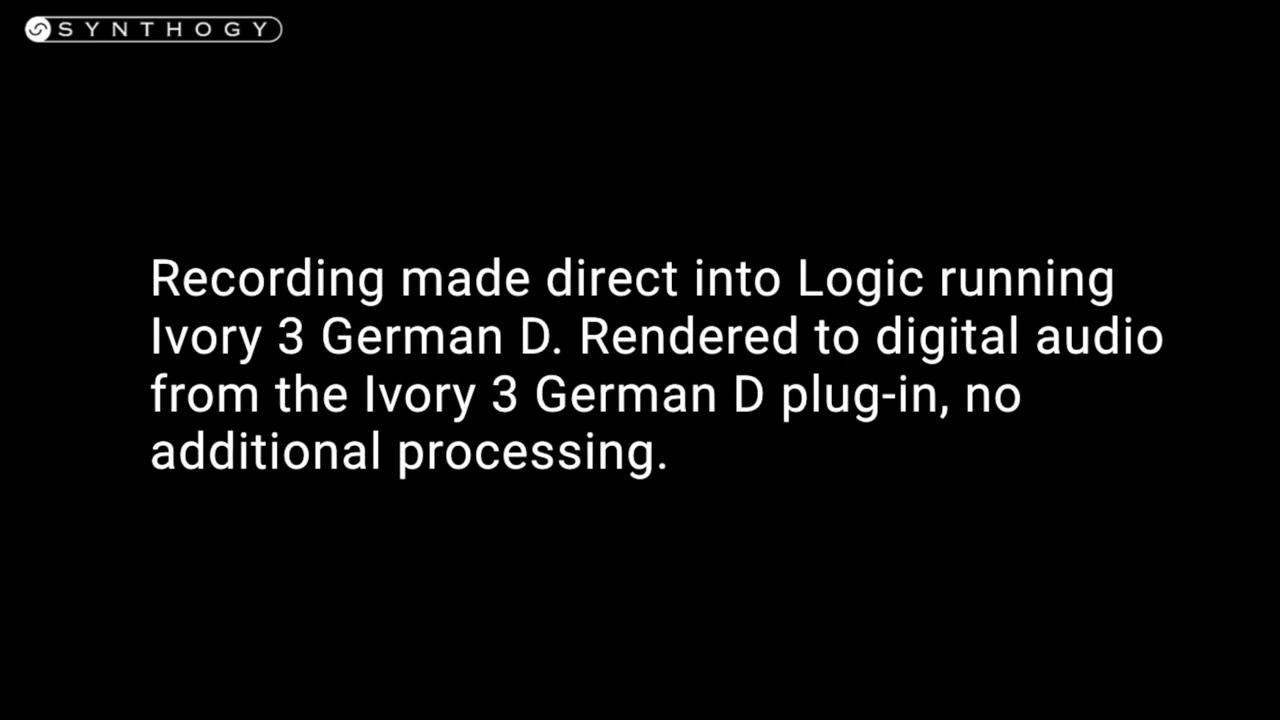 SYNTHOGY
Recording made direct into Logic running
Ivory 3 German D. Rendered to digital audio
from the Ivory 3 German D plug-in, no
additional processing.